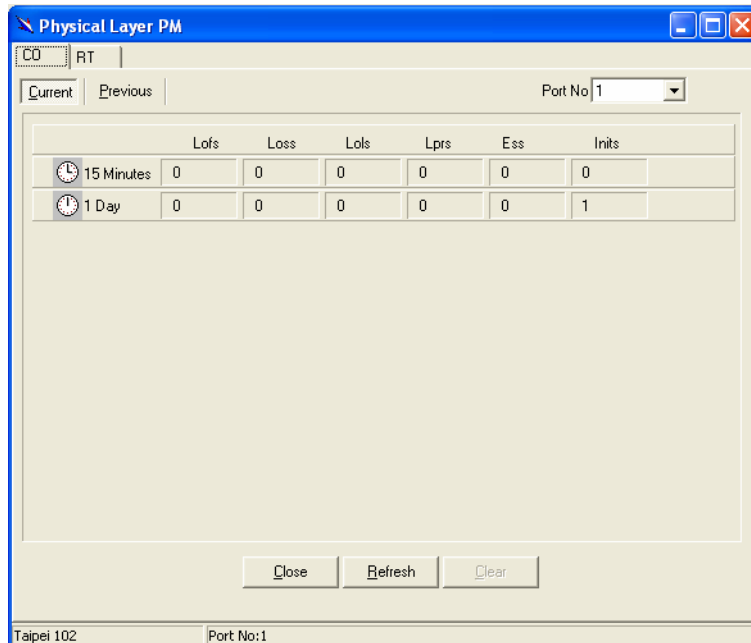 Physical Layer PM
CO RT
Current Previous Port No 1
Lofs Loss Lols Lprs Ess Inits
15 Minutes 0 0 0 0 0 0
1 Day 0 0 0 0 0 1
Close Refresh Clear
Taipei 102 Port No:1